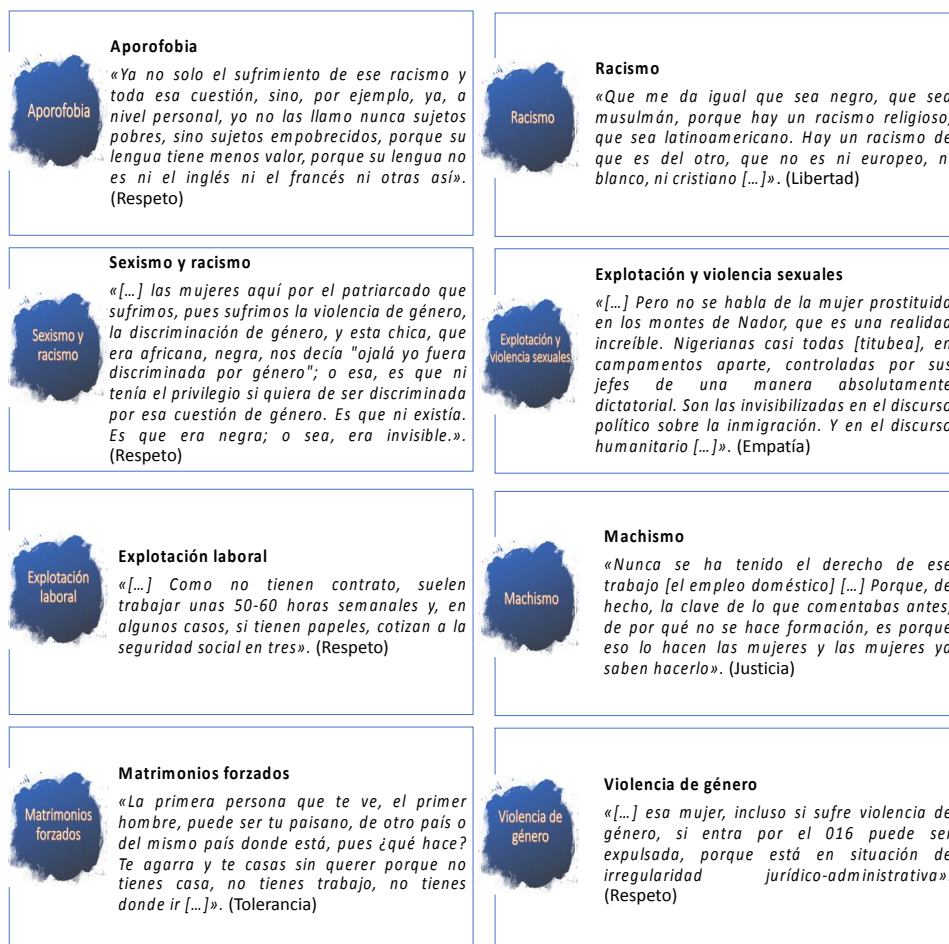 Aporofobia
Aporofobia
«Ya no solo el sufrimiento de ese racismo y
toda esa cuestión, sino, por ejemplo, ya, a
nivel personal, yo no las llamo nunca sujetos
pobres, sino sujetos empobrecidos, porque su
lengua tiene menos valor, porque su lengua no
es ni el inglés ni el francés ni otras así».
(Respeto)
Racismo
Racismo
«Que me da igual que sea negro, que sea
musulmán, porque hay un racismo religioso,
que sea latinoamericano. Hay un racismo de
que es del otro, que no es ni europeo, n
blanco, ni cristiano […]». (Libertad)
Sexismo y
racismo
Sexismo y racismo
«[…] las mujeres aquí por el patriarcado que
sufrimos, pues sufrimos la violencia de género,
la discriminación de género, y esta chica, que
era africana, negra, nos decía "ojalá yo fuera
discriminada por género"; o esa, es que ni
tenía el privilegio si quiera de ser discriminada
por esa cuestión de género. Es que ni existía.
Es que era negra; o sea, era invisible.».
(Respeto)
Explotación y
violencia sexuales
Explotación y violencia sexuales
«[…] Pero no se habla de la mujer prostituida
en los montes de Nador, que es una realidad
increíble. Nigerianas casi todas [titubea], en
campamentos aparte, controladas por sus
jefes de una manera absolutamente
dictatorial. Son las invisibilizadas en el discurso
político sobre la inmigración. Y en el discurso
humanitario […]». (Empatía)
Explotación
laboral
Explotación laboral
«[…] Como no tienen contrato, suelen
trabajar unas 50-60 horas semanales y, en
algunos casos, si tienen papeles, cotizan a la
seguridad social en tres». (Respeto)
Machismo
Machismo
«Nunca se ha tenido el derecho de ese
trabajo [el empleo doméstico] […] Porque, de
hecho, la clave de lo que comentabas antes,
de por qué no se hace formación, es porque
eso lo hacen las mujeres y las mujeres ya
saben hacerlo». (Justicia)
Matrimonios
forzados
Matrimonios forzados
«La primera persona que te ve, el primer
hombre, puede ser tu paisano, de otro país o
del mismo país donde está, pues ¿qué hace?
Te agarra y te casas sin querer porque no
tienes casa, no tienes trabajo, no tienes
donde ir […]». (Tolerancia)
Violencia de
género
Violencia de género
«[…] esa mujer, incluso si sufre violencia de
género, si entra por el 016 puede ser
expulsada, porque está en situación de
irregularidad jurídico-administrativa».
(Respeto)